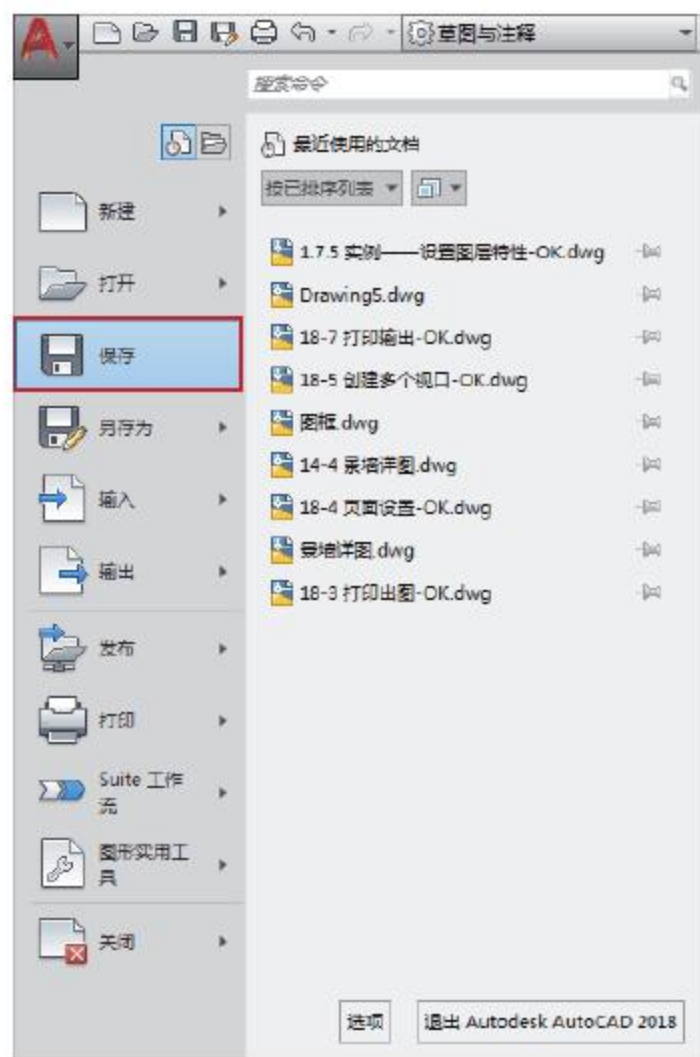 草图与注释
搜索命令
最近使用的文档
按已排序列表
新建
打开
保存
另存为
输入
输出
发布
打印
Suite 工作
流
图形实用工
具
关闭
1.7.5 实例——设置图层特性-OK.dwg
Drawing5.dwg
18-7 打印输出-OK.dwg
18-5 创建多个视口-OK.dwg
图框.dwg
14-4 景墙详图.dwg
18-4 页面设置-OK.dwg
景墙详图.dwg
18-3 打印出图-OK.dwg
选项
退出 Autodesk AutoCAD 2018